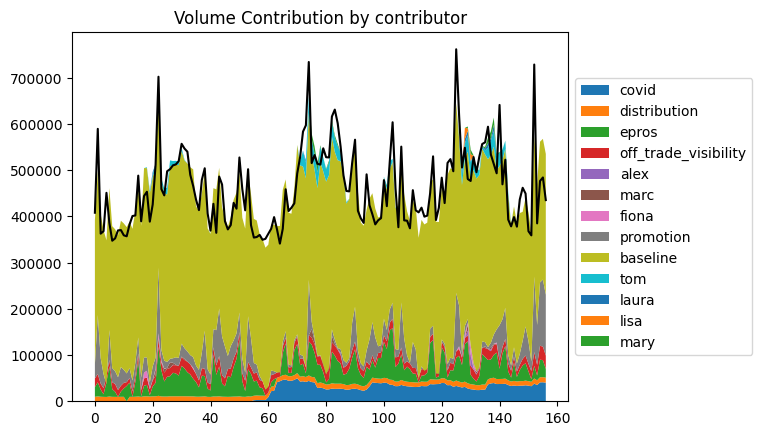 Volume Contribution by contributor
700000
600000
500000
400000
300000
200000
100000
0
0 20 40 60 80 100 120 140 160
covid
distribution
epros
off_trade_visibility
alex
marc
fiona
promotion
baseline
tom
laura
lisa
mary